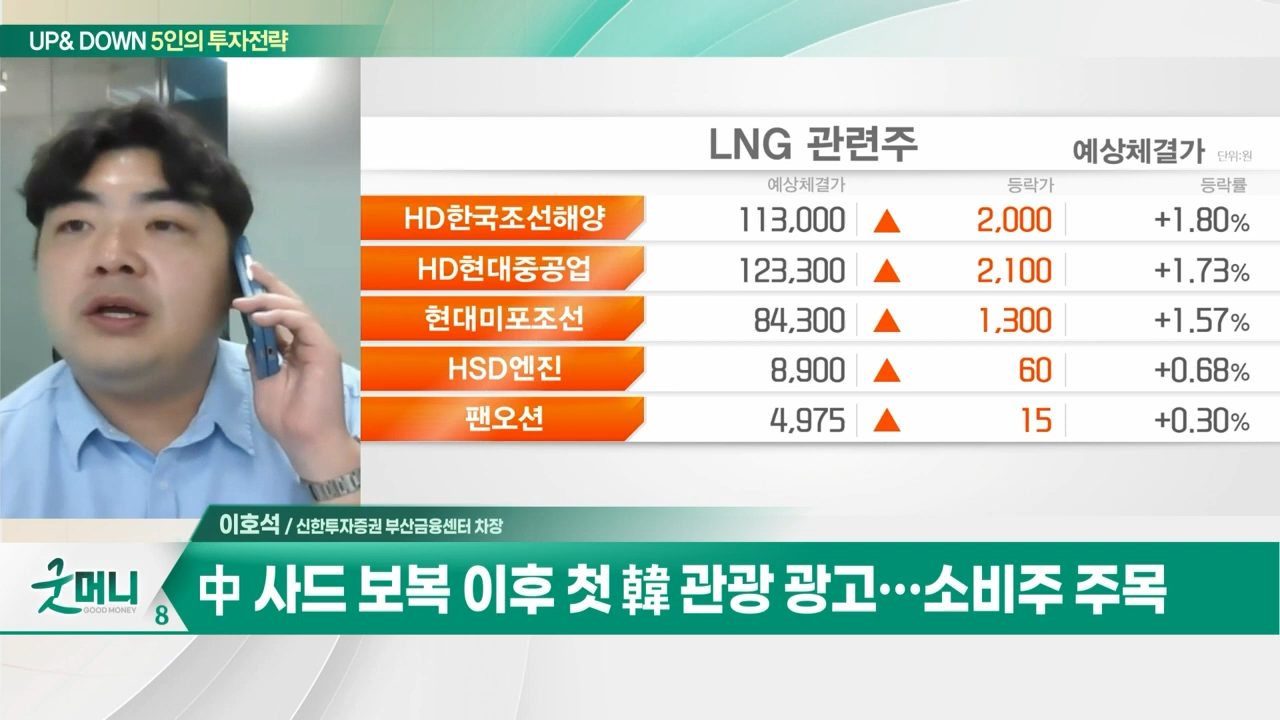 UP& DOWN 5인의 투자전략
LNG 관련주
예상체결가 단위:원
예상체결가 등락가 등락률
HD한국조선해양 113,000 ▲ 2,000 +1.80%
HD현대중공업 123,300 ▲ 2,100 +1.73%
현대미포조선 84,300 ▲ 1,300 +1.57%
HSD엔진 8,900 ▲ 60 +0.68%
팬오션 4,975 ▲ 15 +0.30%
이호석 / 신한투자증권 부산금융센터 차장
굿머니
GOOD MONEY
8
中 사드 보복 이후 첫 韓 관광 광고…소비주 주목